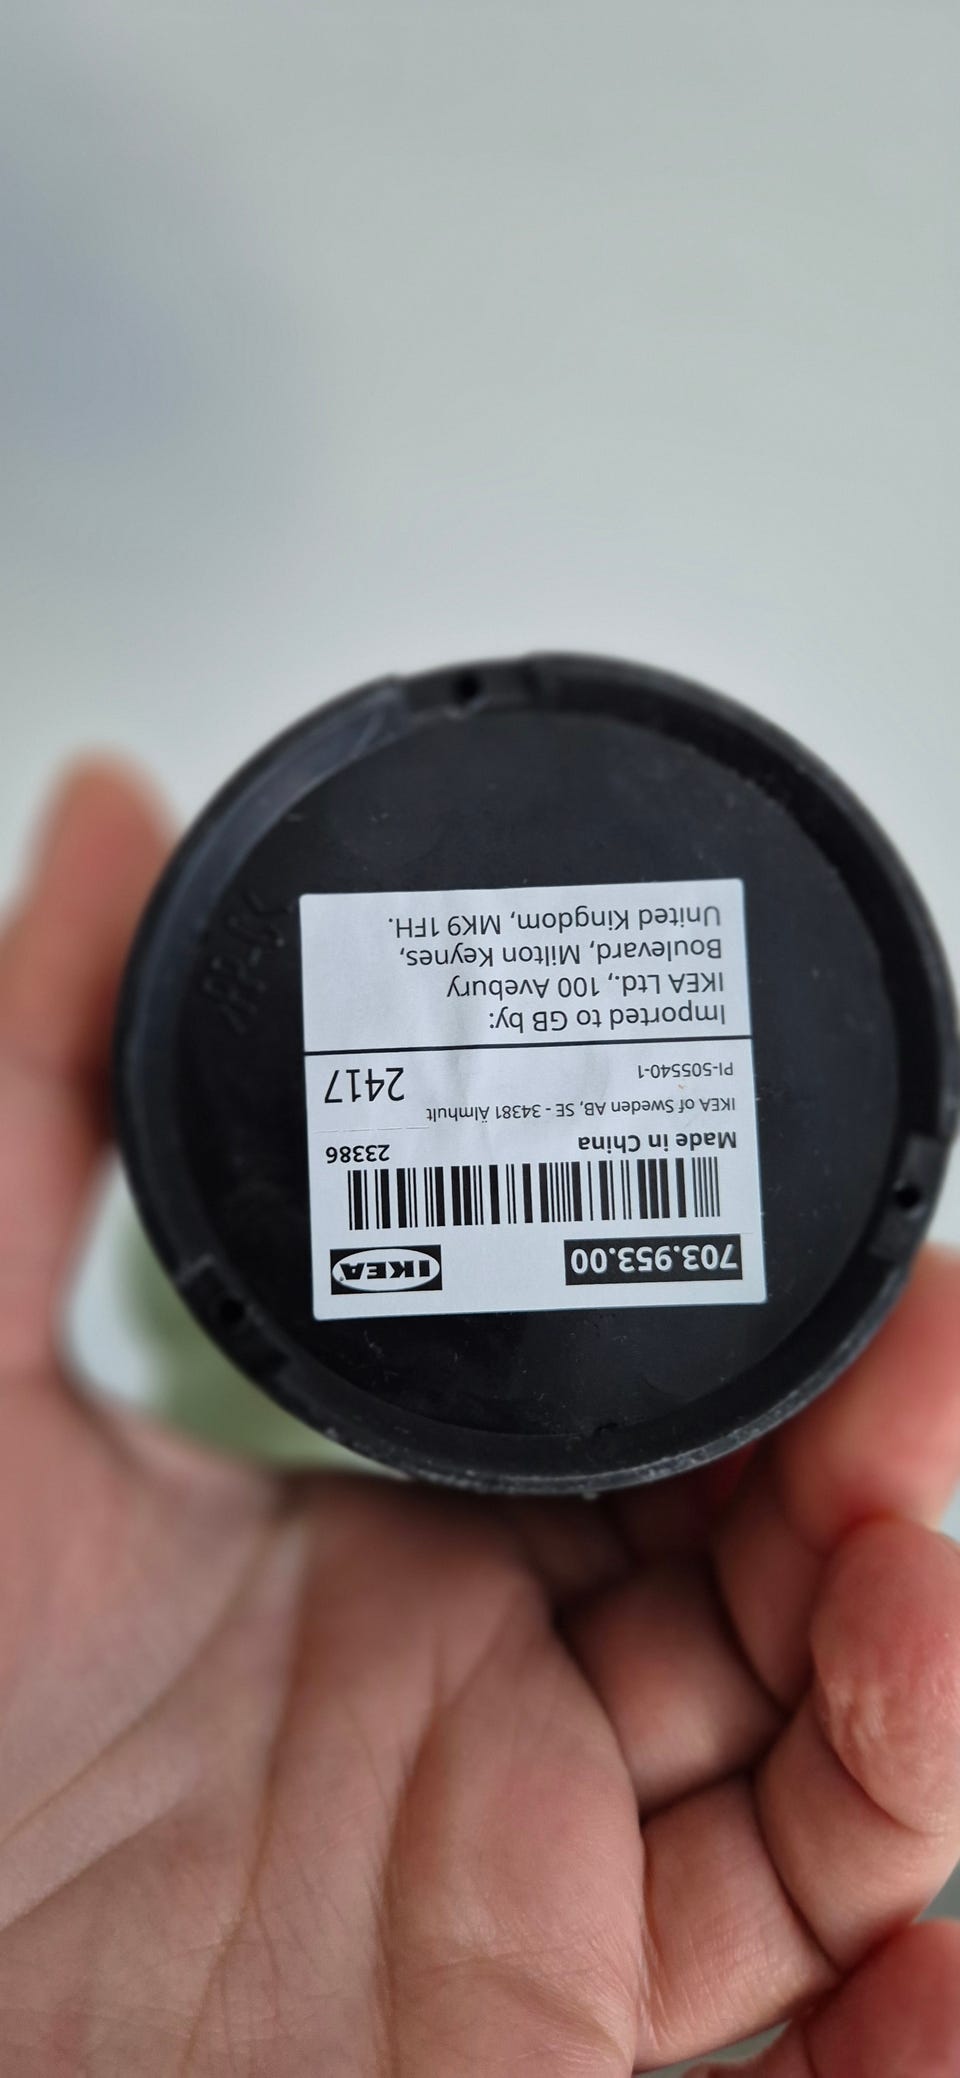 703.953.00 IKEA®
Made in China 23386
IKEA of Sweden AB, SE - 34381 Älmhult
PI-505540-1 2417
Imported to GB by:
IKEA Ltd., 100 Avebury
Boulevard, Milton Keynes,
United Kingdom, MK9 1FH.